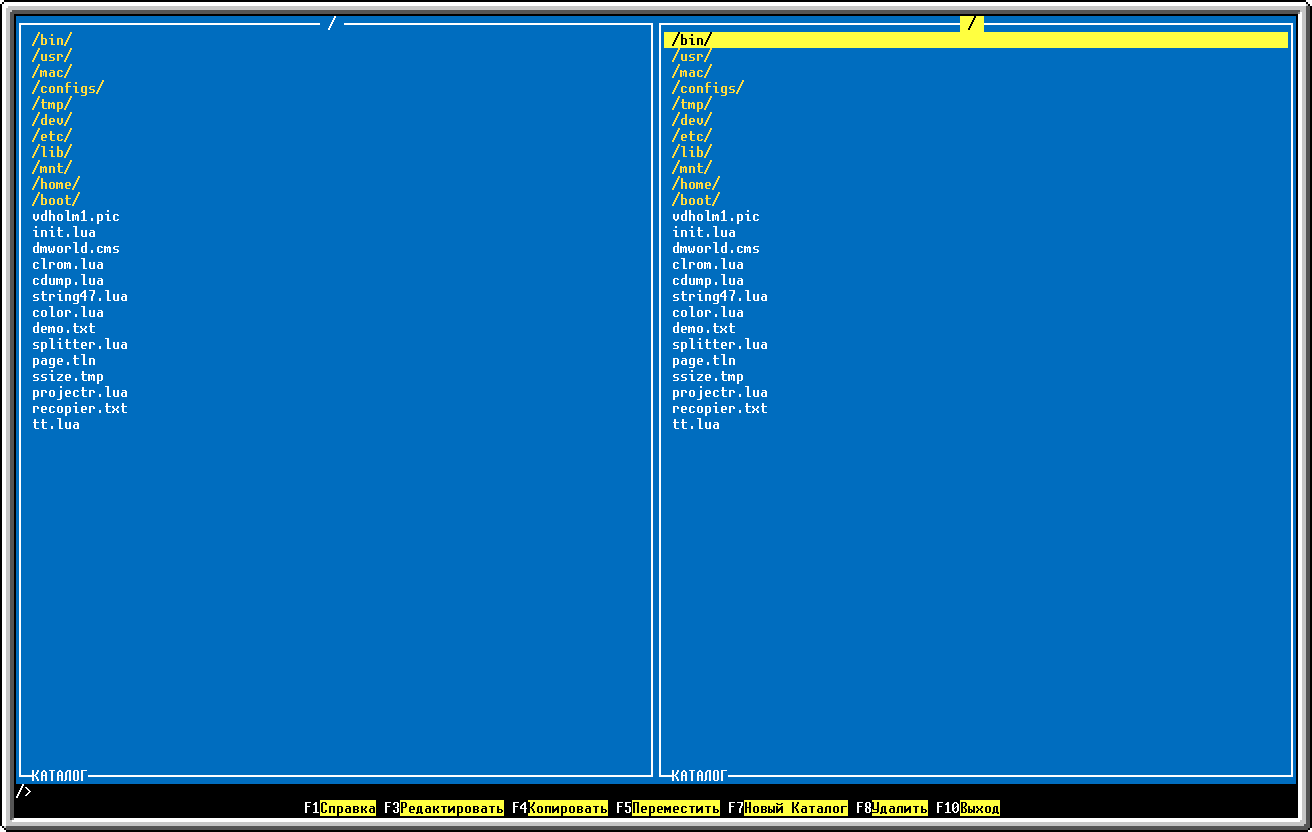 /
/bin/
/usr/
/mac/
/configs/
/tmp/
/dev/
/etc/
/lib/
/mnt/
/home/
/boot/
vdholm1.pic
init.lua
dmworld.cms
clrom.lua
cdump.lua
string47.lua
color.lua
demo.txt
splitter.lua
page.tln
ssize.tmp
projectr.lua
recopier.txt
tt.lua
КАТАЛОГ
/
/bin/
/usr/
/mac/
/configs/
/tmp/
/dev/
/etc/
/lib/
/mnt/
/home/
/boot/
vdholm1.pic
init.lua
dmworld.cms
clrom.lua
cdump.lua
string47.lua
color.lua
demo.txt
splitter.lua
page.tln
ssize.tmp
projectr.lua
recopier.txt
tt.lua
КАТАЛОГ
/>
F1Справка F3Редактировать F4Копировать F5Переместить F7Новый Каталог F8Удалить F10Выход